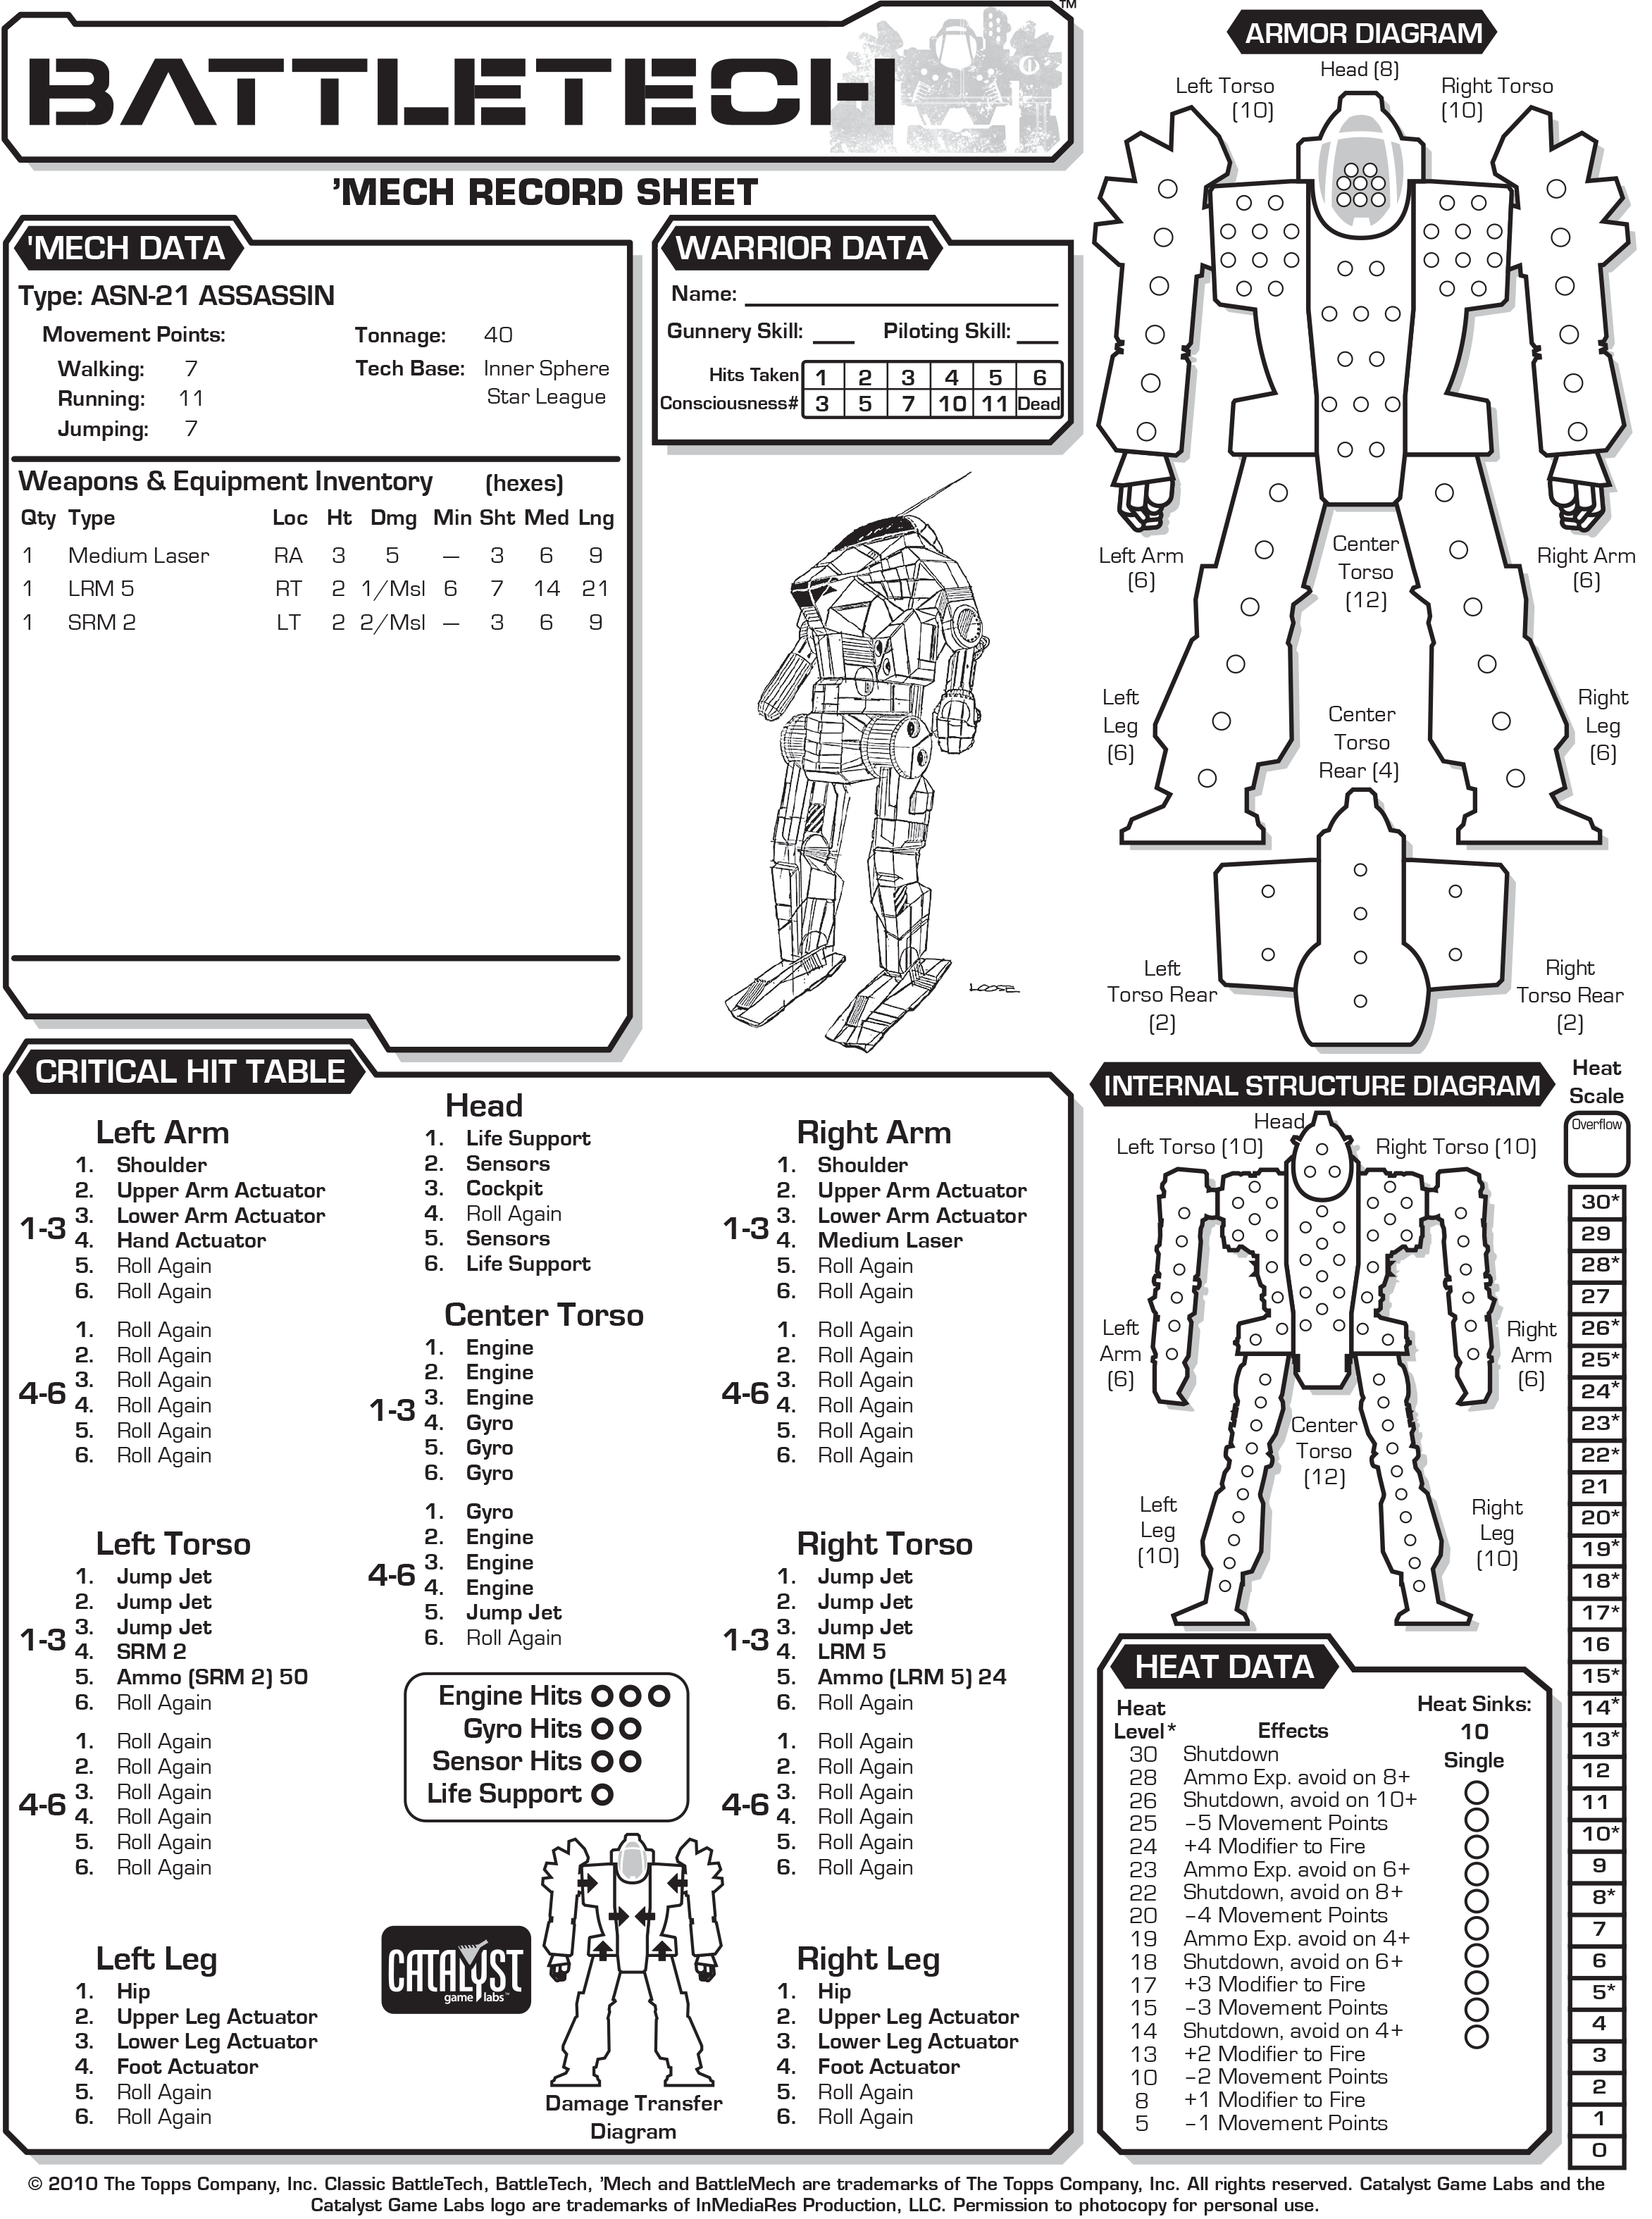 BATTLETECH
TM
'MECH RECORD SHEET
'MECH DATA
Type: ASN-21 ASSASSIN
Movement Points:
Walking: 7
Running: 11
Jumping: 7
Tonnage: 40
Tech Base: Inner Sphere
Star League
Weapons & Equipment Inventory (hexes)
Qty Type Loc Ht Dmg Min Sht Med Lng
1 Medium Laser RA 3 5 — 3 6 9
1 LRM 5 RT 2 1/Msl 6 7 14 21
1 SRM 2 LT 2 2/Msl — 3 6 9
WARRIOR DATA
Name:
Gunnery Skill: Piloting Skill:
Hits Taken 1 2 3 4 5 6
Consciousness# 3 5 7 10 11 Dead
LOOSE
ARMOR DIAGRAM
Head (8)
Left Torso
(10)
Right Torso
(10)
Left Arm
(6)
Center
Torso
(12)
Right Arm
(6)
Left
Leg
(6)
Center
Torso
Rear (4)
Right
Leg
(6)
Left
Torso Rear
(2)
Right
Torso Rear
(2)
CRITICAL HIT TABLE
Left Arm
1-3
1. Shoulder
2. Upper Arm Actuator
3. Lower Arm Actuator
4. Hand Actuator
5. Roll Again
6. Roll Again
4-6
1. Roll Again
2. Roll Again
3. Roll Again
4. Roll Again
5. Roll Again
6. Roll Again
Left Torso
1-3
1. Jump Jet
2. Jump Jet
3. Jump Jet
4. SRM 2
5. Ammo (SRM 2) 50
6. Roll Again
4-6
1. Roll Again
2. Roll Again
3. Roll Again
4. Roll Again
5. Roll Again
6. Roll Again
Left Leg
1. Hip
2. Upper Leg Actuator
3. Lower Leg Actuator
4. Foot Actuator
5. Roll Again
6. Roll Again
Head
1. Life Support
2. Sensors
3. Cockpit
4. Roll Again
5. Sensors
6. Life Support
Center Torso
1-3
1. Engine
2. Engine
3. Engine
4. Gyro
5. Gyro
6. Gyro
4-6
1. Gyro
2. Engine
3. Engine
4. Engine
5. Jump Jet
6. Roll Again
Engine Hits
Gyro Hits
Sensor Hits
Life Support
CATALYST
game labs™
Damage Transfer
Diagram
Right Arm
1-3
1. Shoulder
2. Upper Arm Actuator
3. Lower Arm Actuator
4. Medium Laser
5. Roll Again
6. Roll Again
4-6
1. Roll Again
2. Roll Again
3. Roll Again
4. Roll Again
5. Roll Again
6. Roll Again
Right Torso
1-3
1. Jump Jet
2. Jump Jet
3. Jump Jet
4. LRM 5
5. Ammo (LRM 5) 24
6. Roll Again
4-6
1. Roll Again
2. Roll Again
3. Roll Again
4. Roll Again
5. Roll Again
6. Roll Again
Right Leg
1. Hip
2. Upper Leg Actuator
3. Lower Leg Actuator
4. Foot Actuator
5. Roll Again
6. Roll Again
INTERNAL STRUCTURE DIAGRAM
Head
Left Torso (10)
Right Torso (10)
Left
Arm
(6)
Right
Arm
(6)
Center
Torso
(12)
Left
Leg
(10)
Right
Leg
(10)
Heat
Scale
Overflow
30*
29
28*
27
26*
25*
24*
23*
22*
21
20*
19*
18*
17*
16
15*
14*
13*
12
11
10*
9
8*
7
6
5*
4
3
2
1
0
HEAT DATA
Heat
Level* Effects
30 Shutdown
28 Ammo Exp. avoid on 8+
26 Shutdown, avoid on 10+
25 –5 Movement Points
24 +4 Modifier to Fire
23 Ammo Exp. avoid on 6+
22 Shutdown, avoid on 8+
20 –4 Movement Points
19 Ammo Exp. avoid on 4+
18 Shutdown, avoid on 6+
17 +3 Modifier to Fire
15 –3 Movement Points
14 Shutdown, avoid on 4+
13 +2 Modifier to Fire
10 –2 Movement Points
8 +1 Modifier to Fire
5 –1 Movement Points
Heat Sinks:
10
Single
© 2010 The Topps Company, Inc. Classic BattleTech, BattleTech, 'Mech and BattleMech are trademarks of The Topps Company, Inc. All rights reserved. Catalyst Game Labs and the
Catalyst Game Labs logo are trademarks of InMediaRes Production, LLC. Permission to photocopy for personal use.